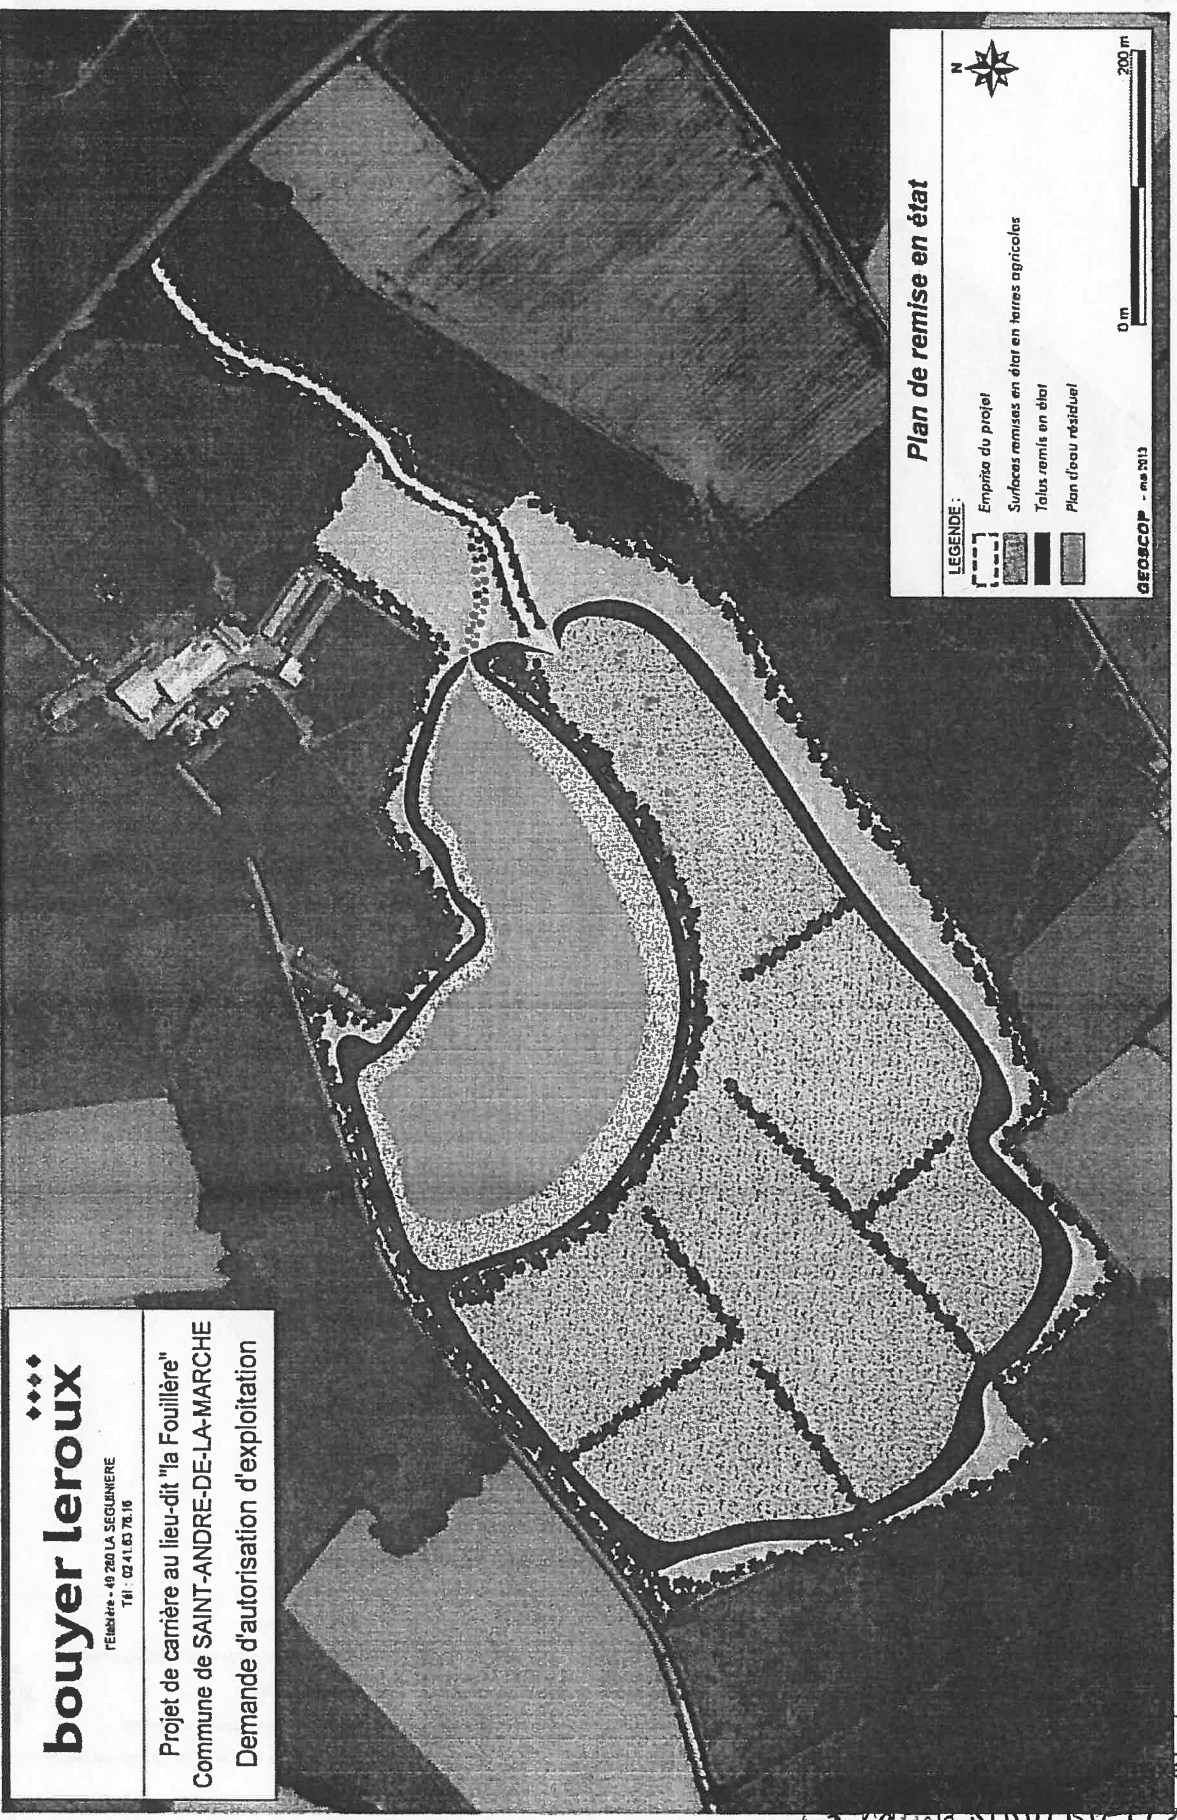 bouyer leroux
l'Etablère - 49 280 LA SEGUINIERE
Tél : 02 41 63 76 16
Projet de carrière au lieu-dit "la Fouillère"
Commune de SAINT-ANDRE-DE-LA-MARCHE
Demande d'autorisation d'exploitation
Plan de remise en état
LEGENDE :
Emprise du projet
Surfaces remises en état en terres agricoles
Talus remis en état
Plan d'eau résiduel
N
0 m
200 m
GEOSCOP - mai 2013